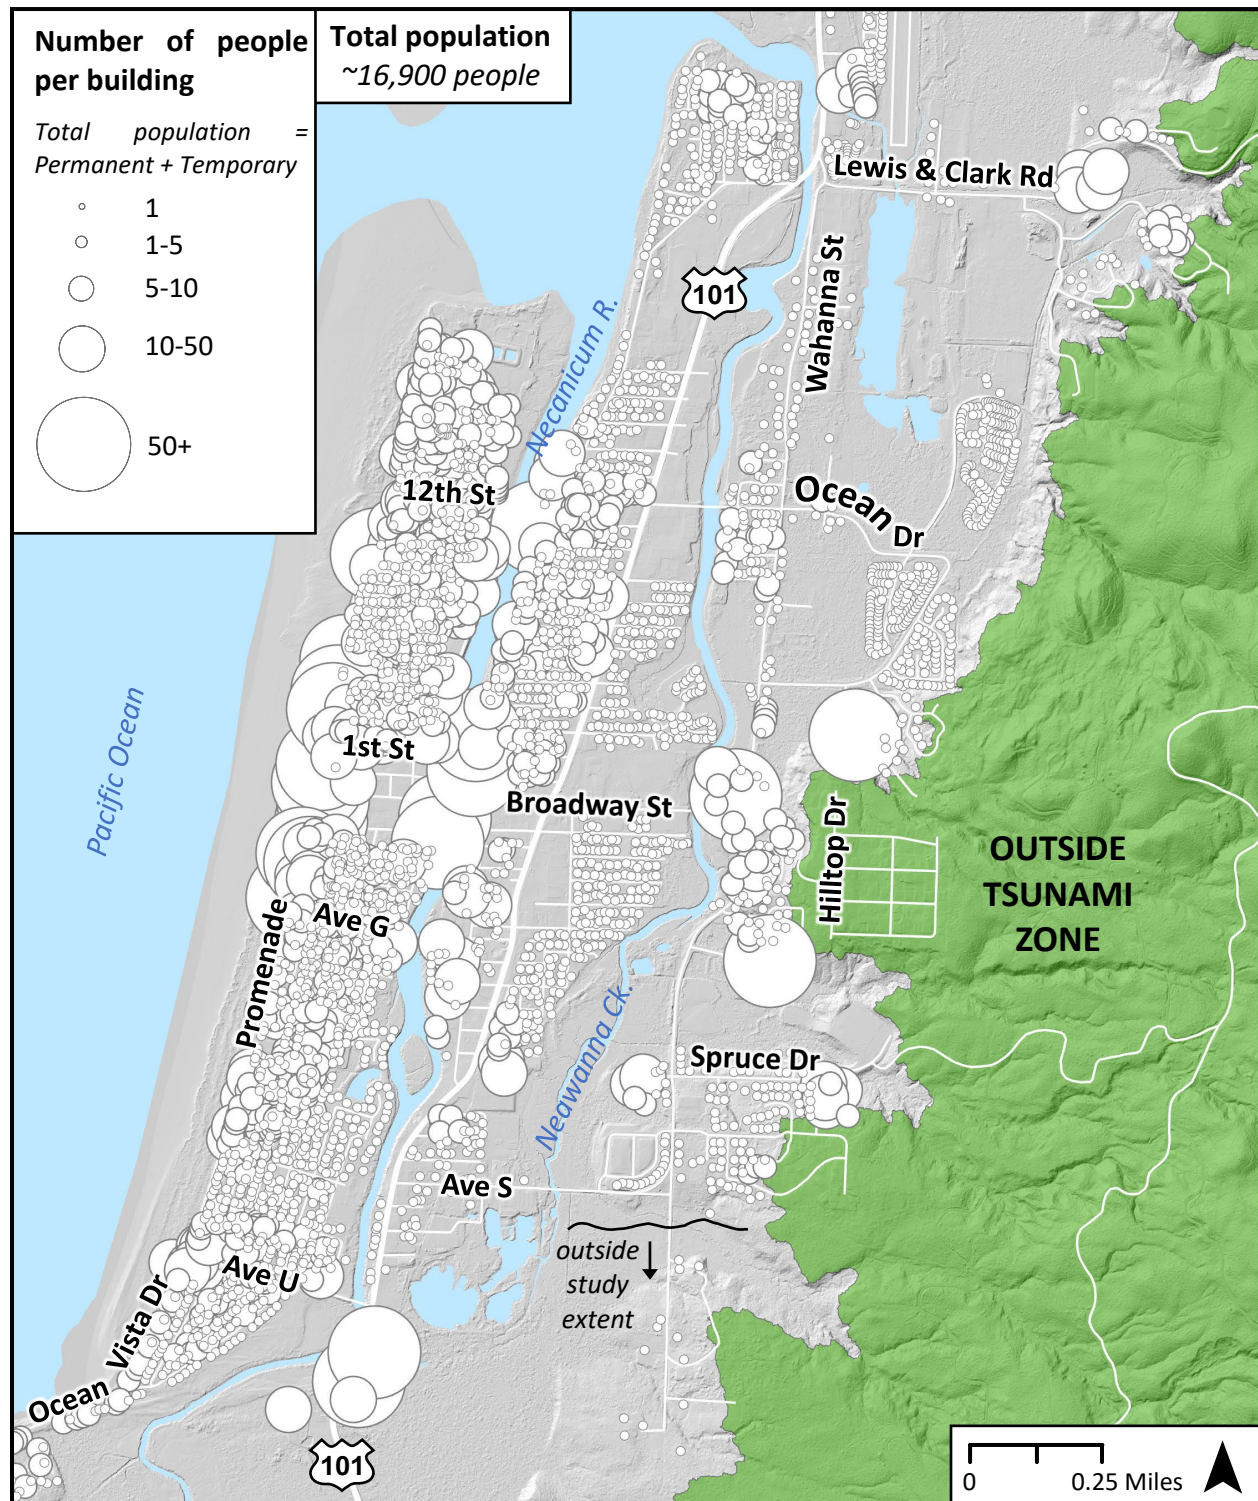 Number of people
per building
Total population =
Permanent + Temporary
1
1-5
5-10
10-50
50+
Total population
~16,900 people
Lewis & Clark Rd
101
Wahanna St
Necanicum R.
12th St
Ocean Dr
Pacific Ocean
1st St
Broadway St
Hilltop Dr
OUTSIDE
TSUNAMI
ZONE
Ave G
Promenade
Neawanna Ck.
Spruce Dr
Ave S
outside
study
extent
Ave U
Ocean Vista Dr
101
0 0.25 Miles